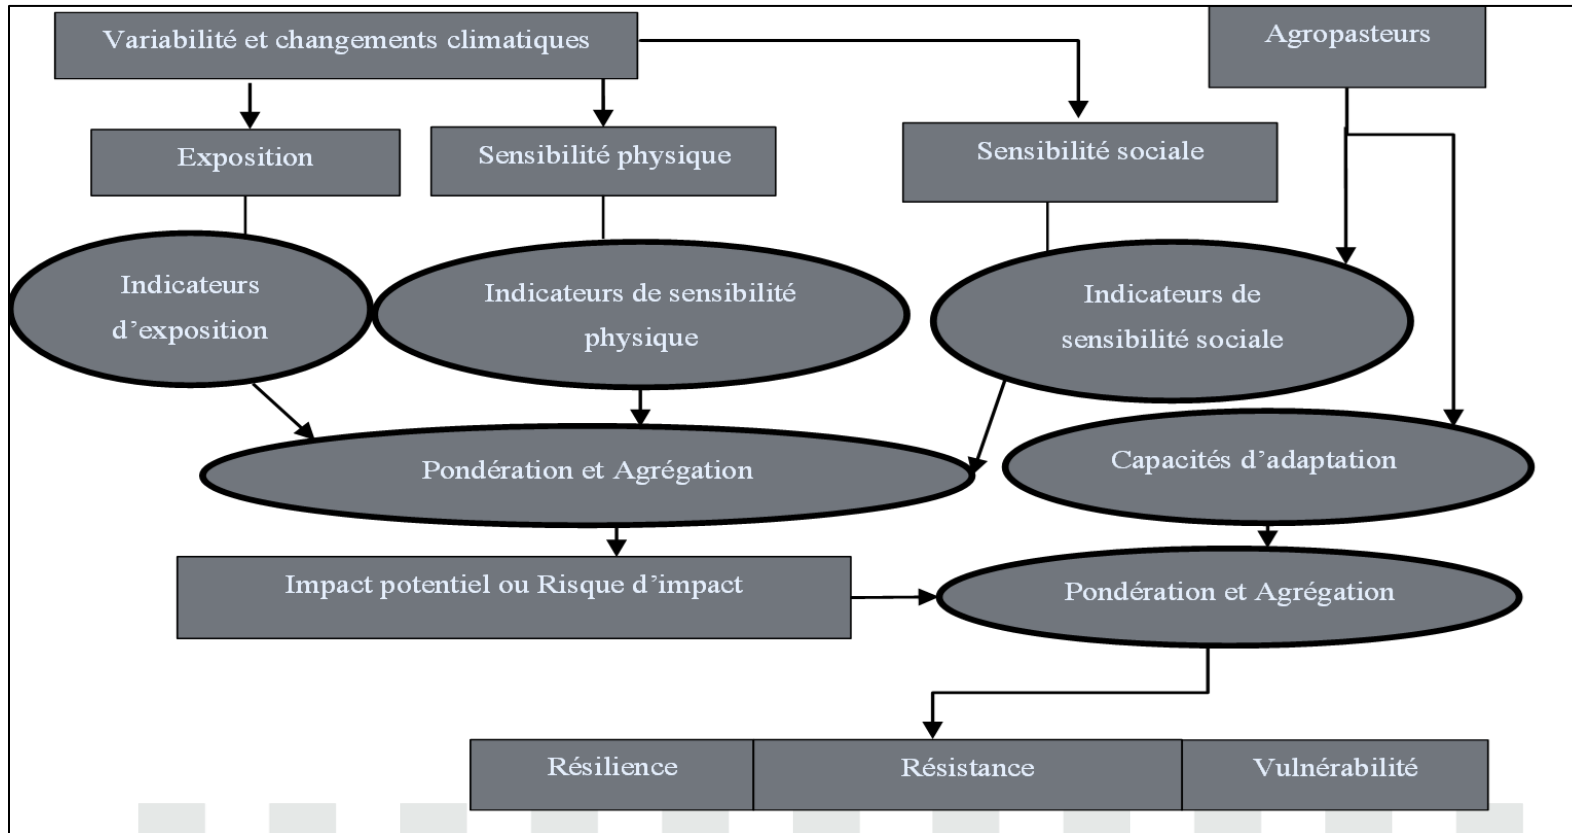 Variabilité et changements climatiques
Agropasteurs
Exposition
Sensibilité physique
Sensibilité sociale
Indicateurs
d’exposition
Indicateurs de sensibilité
physique
Indicateurs de
sensibilité sociale
Pondération et Agrégation
Capacités d’adaptation
Impact potentiel ou Risque d’impact
Pondération et Agrégation
Résilience
Résistance
Vulnérabilité